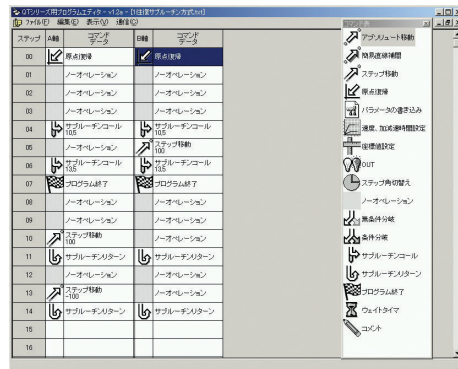 QTシリーズ用プログラムエディタ - v1.2a - [1往復サブルーチン方式.txt]
ファイル(F) 編集(E) 表示(V) 通信(C)
ステップ A軸 コマンド データ B軸 コマンド データ
00 原点復帰 原点復帰
01 ノーオペレーション ノーオペレーション
02 ノーオペレーション ノーオペレーション
03 ノーオペレーション ノーオペレーション
04 サブルーチンコール 10,5 サブルーチンコール 10,5
05 ノーオペレーション ステップ移動 100
06 サブルーチンコール 13,5 サブルーチンコール 13,5
07 プログラム終了 プログラム終了
08 ノーオペレーション ノーオペレーション
09 ノーオペレーション ノーオペレーション
10 ステップ移動 100 ノーオペレーション
11 サブルーチンリターン サブルーチンリターン
12 ノーオペレーション ノーオペレーション
13 ステップ移動 -100 ノーオペレーション
14 サブルーチンリターン サブルーチンリターン
15
16
コマンド表
アブソリュート移動
簡易直線補間
ステップ移動
原点復帰
パラメータの書き込み
速度、加減速時間設定
座標値設定
OUT
ステップ角切替え
ノーオペレーション
無条件分岐
条件分岐
サブルーチンコール
サブルーチンリターン
プログラム終了
ウェイトタイマ
コメント